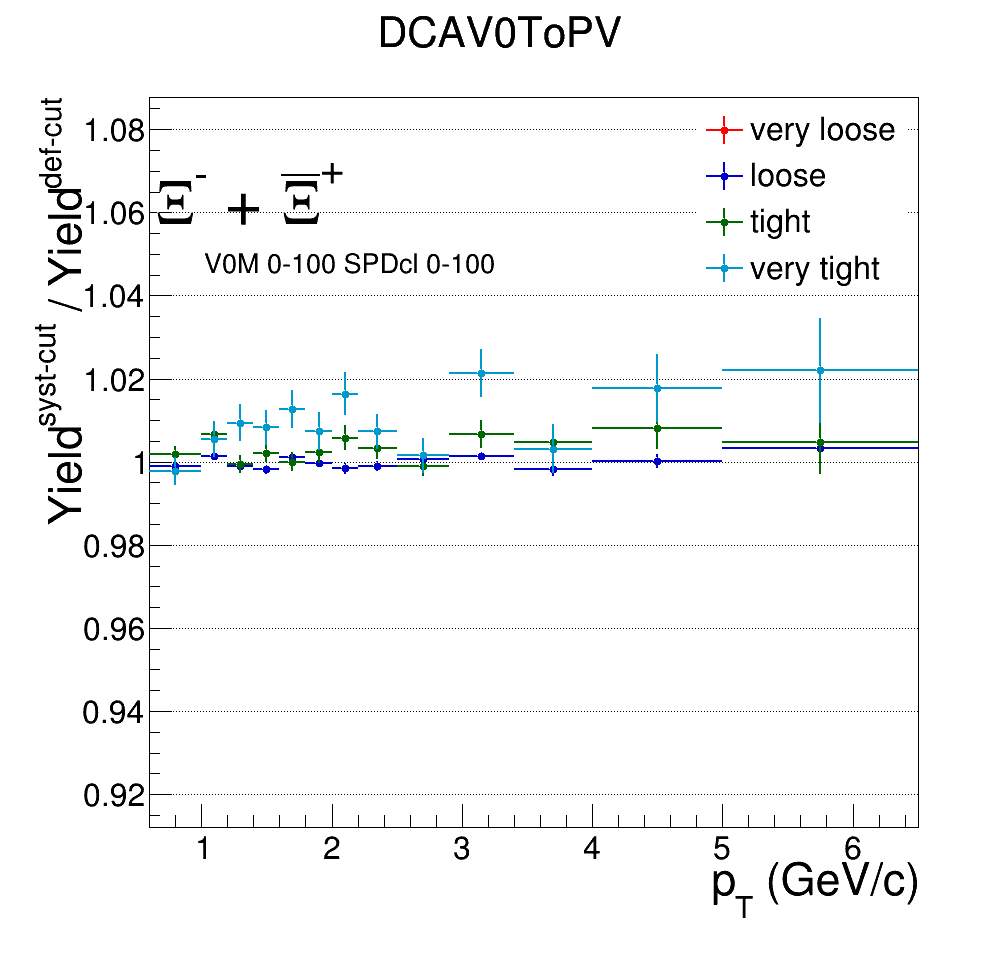 DCAV0ToPV
Yield^syst-cut / Yield^def-cut
1.08
1.06
1.04
1.02
1
0.98
0.96
0.94
0.92
Ξ^- + Ξ̅^+
V0M 0-100 SPDcl 0-100
very loose
loose
tight
very tight
1 2 3 4 5 6
p_T (GeV/c)